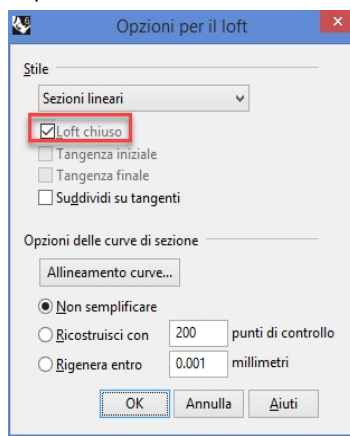 Opzioni per il loft
Stile
Sezioni lineari
Loft chiuso
Tangenza iniziale
Tangenza finale
Suddividi su tangenti
Opzioni delle curve di sezione
Allineamento curve...
Non semplificare
Ricostruisci con 200 punti di controllo
Rigenera entro 0.001 millimetri
OK Annulla Aiuti